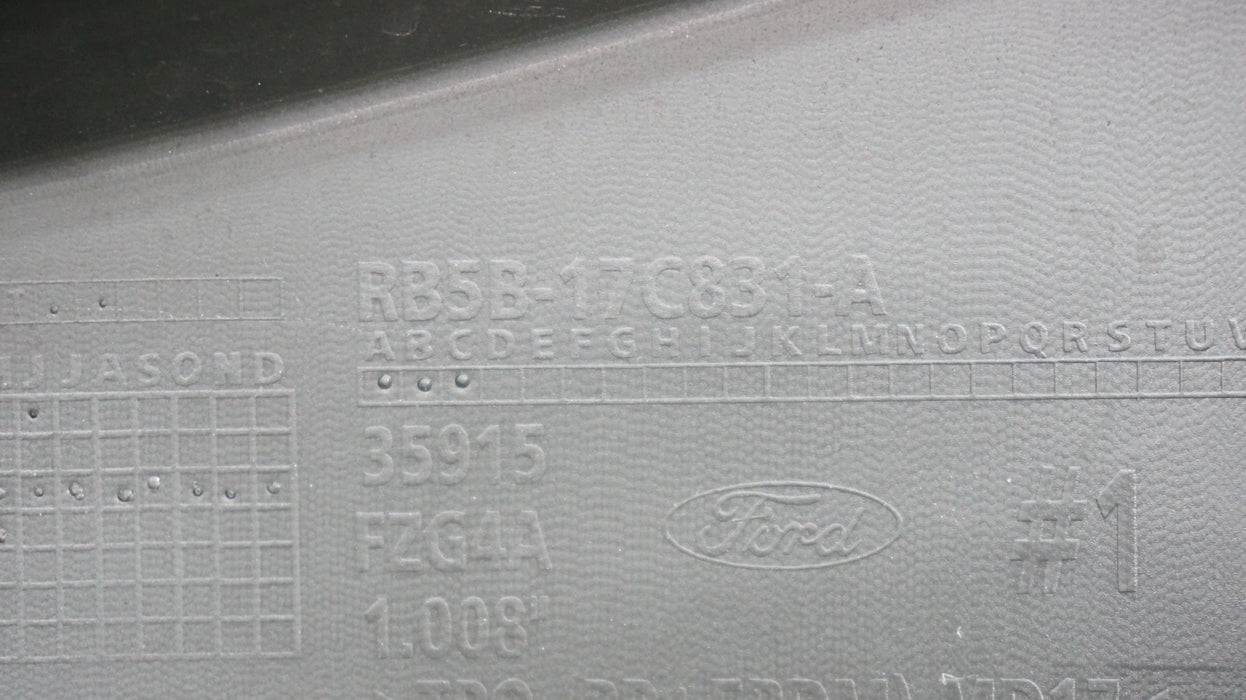 RB5B-17C831-A
ABCDEFGHIJKLMNOPQRSTUV
JJASOND
35915
Ford
#1
FZG4A
1.008"